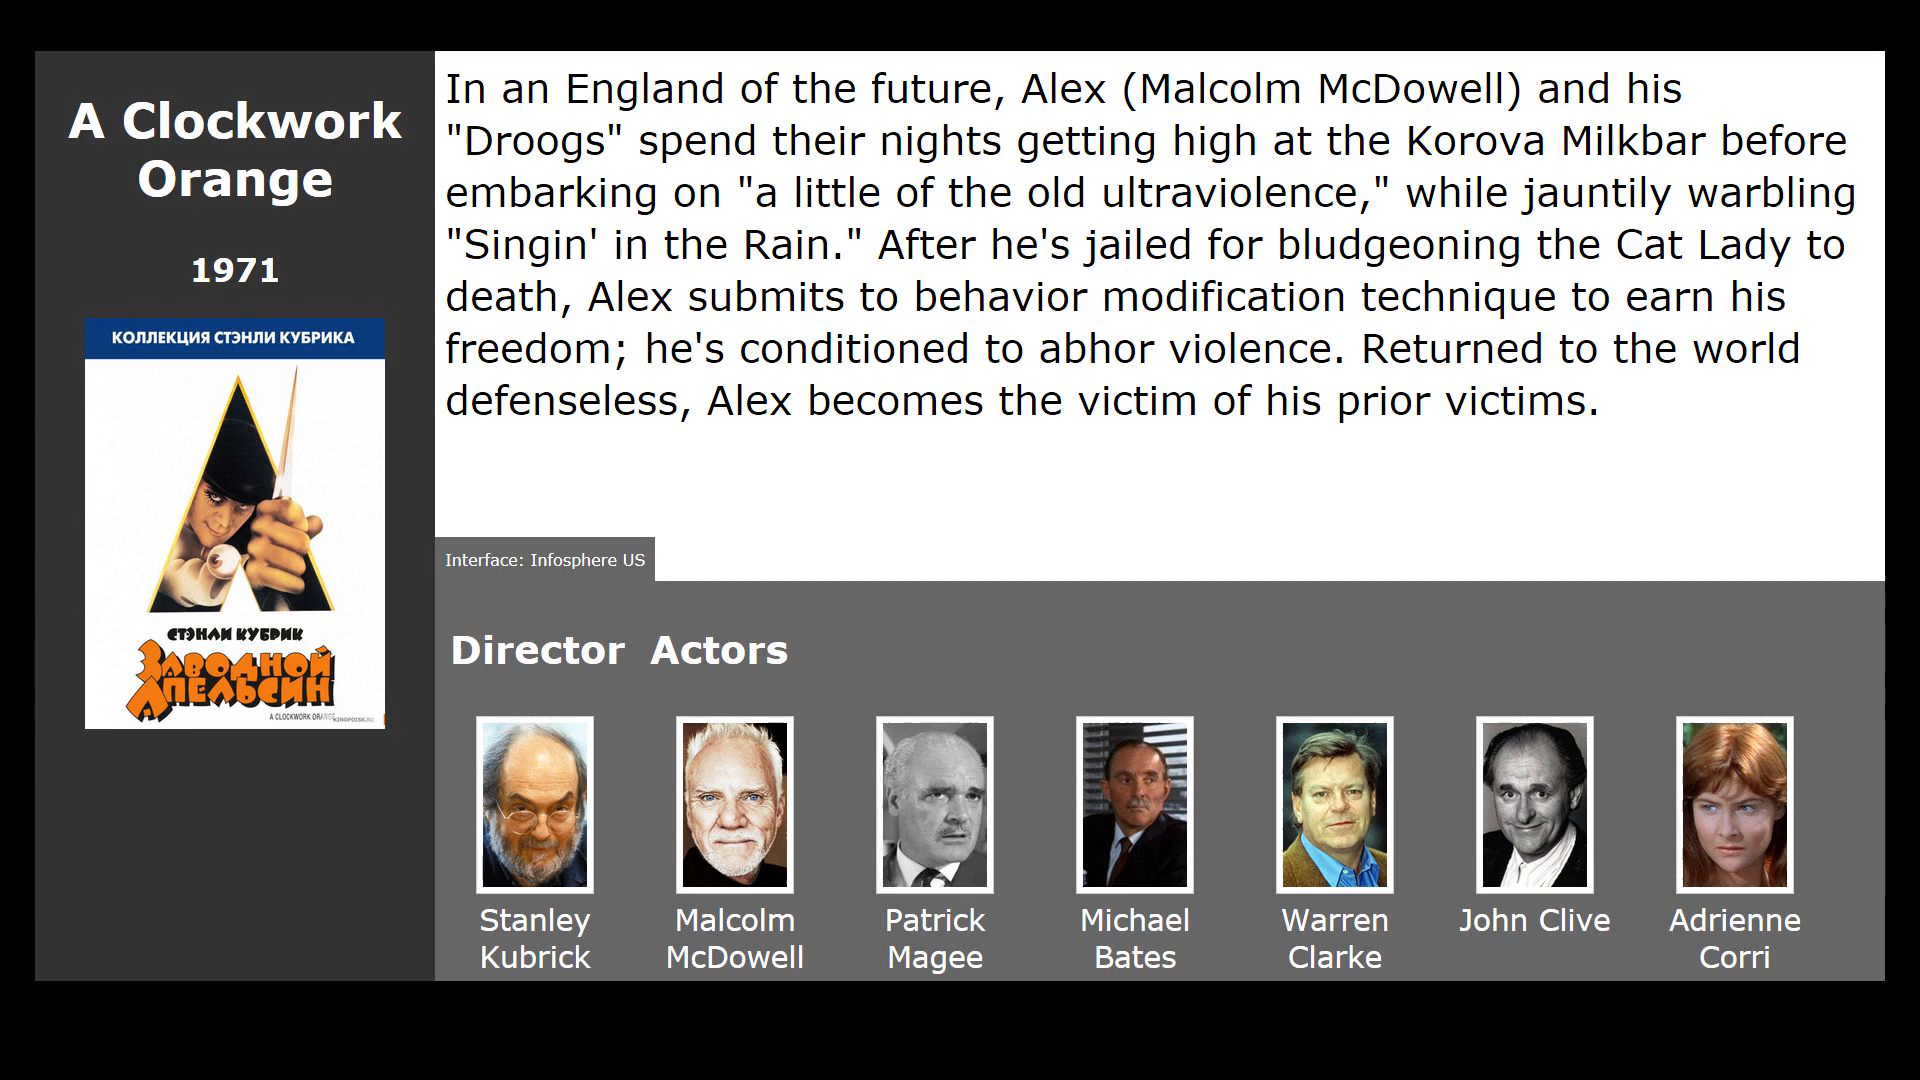 A Clockwork
Orange
1971
КОЛЛЕКЦИЯ СТЭНЛИ КУБРИКА
СТЭНЛИ КУБРИК
ЗАВОДНОЙ
АПЕЛЬСИН
A CLOCKWORK ORANGE
KINOPOISK.RU
In an England of the future, Alex (Malcolm McDowell) and his
"Droogs" spend their nights getting high at the Korova Milkbar before
embarking on "a little of the old ultraviolence," while jauntily warbling
"Singin' in the Rain." After he's jailed for bludgeoning the Cat Lady to
death, Alex submits to behavior modification technique to earn his
freedom; he's conditioned to abhor violence. Returned to the world
defenseless, Alex becomes the victim of his prior victims.
Interface: Infosphere US
Director Actors
Stanley
Kubrick
Malcolm
McDowell
Patrick
Magee
Michael
Bates
Warren
Clarke
John Clive
Adrienne
Corri